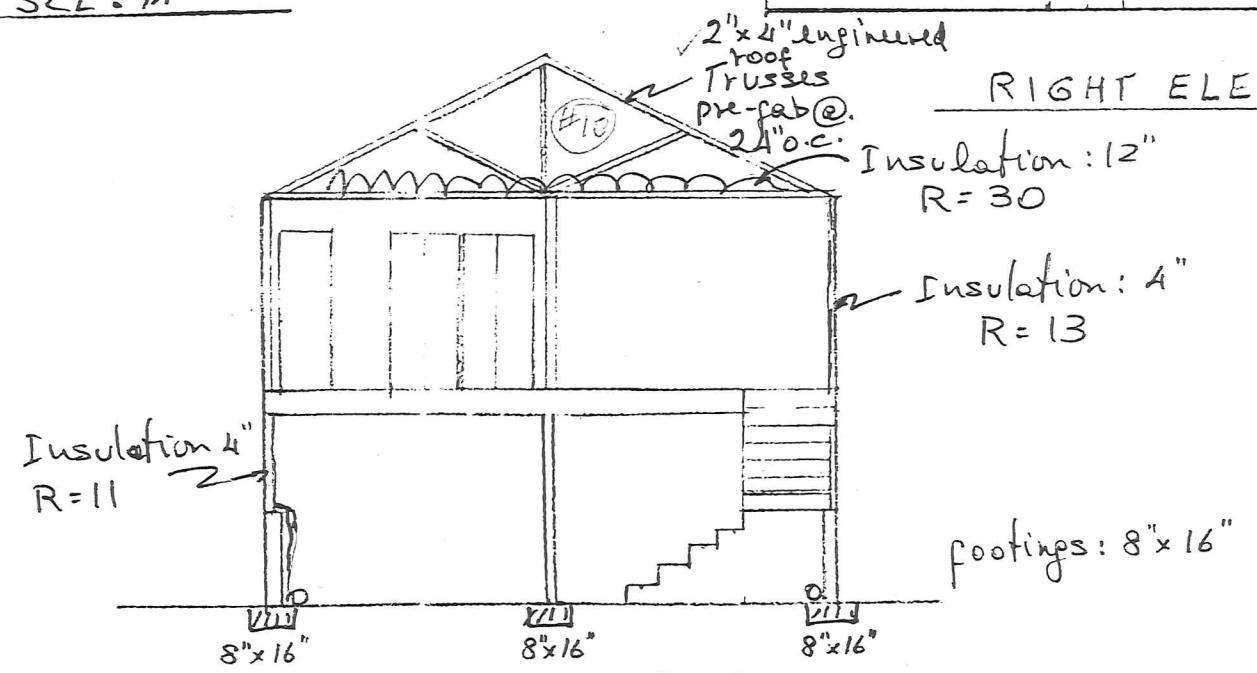 SCL:
2"x4" engineered
roof
Trusses
pre-fab @.
24"o.c.
#10
RIGHT ELE
Insulation: 12"
R=30
Insulation: 4"
R=13
Insulation 4"
R=11
footings: 8"x16"
8"x16"
8"x16"
8"x16"